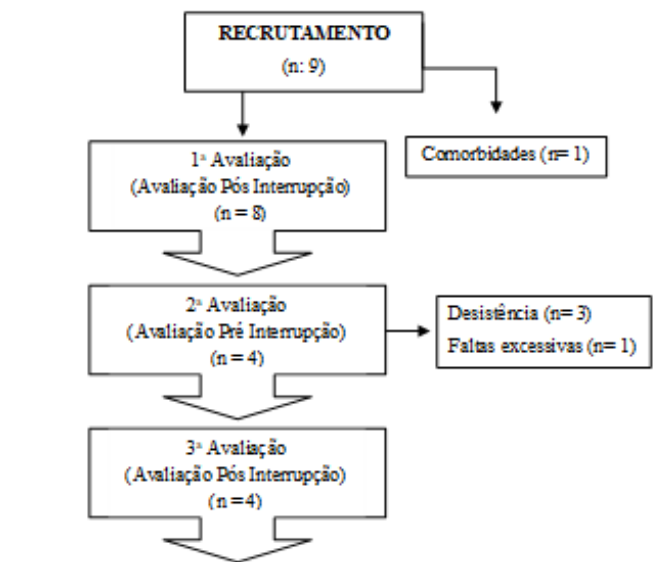 RECRUTAMENTO
(n: 9)
Comorbidades (n= 1)
1ª Avaliação
(Avaliação Pós Interrupção)
(n = 8)
2ª Avaliação
(Avaliação Pré Interrupção)
(n = 4)
Desistência (n= 3)
Faltas excessivas (n= 1)
3ª Avaliação
(Avaliação Pós Interrupção)
(n = 4)